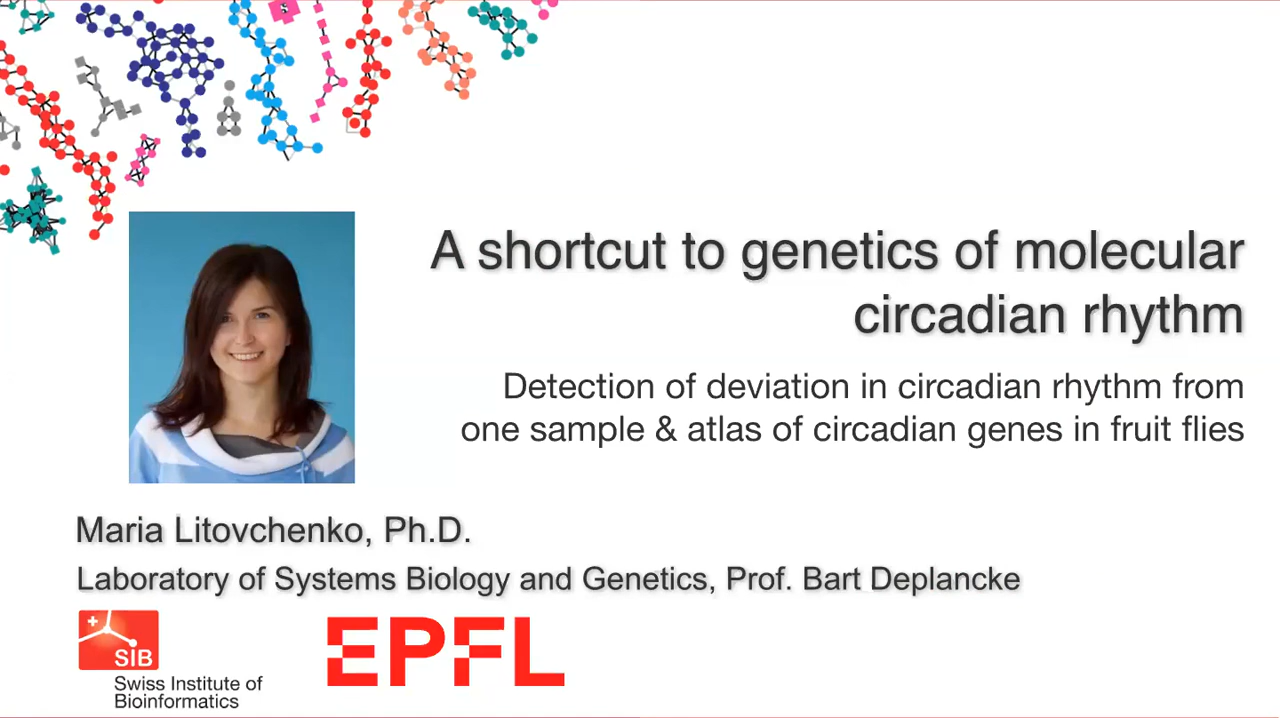 A shortcut to genetics of molecular
circadian rhythm
Detection of deviation in circadian rhythm from
one sample & atlas of circadian genes in fruit flies
Maria Litovchenko, Ph.D.
Laboratory of Systems Biology and Genetics, Prof. Bart Deplancke
SIB
Swiss Institute of
Bioinformatics
EPFL